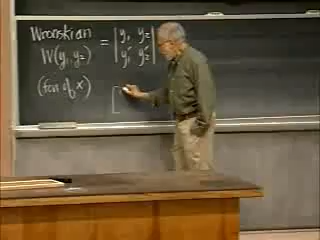 Wronskian
W(y₁, y₂) = | y₁ y₂ |
| y₁' y₂' |
(fcn of x)
[